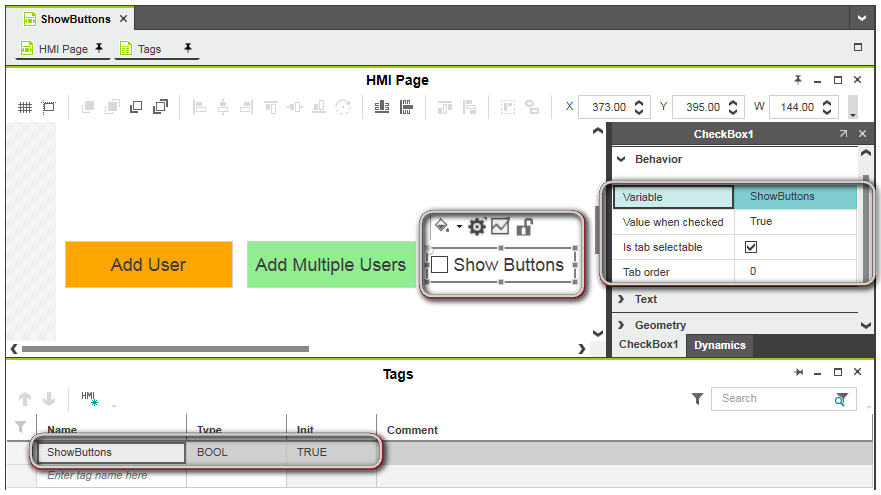 ShowButtons
HMI Page
Tags
HMI Page
X 373.00 Y 395.00 W 144.00
CheckBox1
Behavior
Variable ShowButtons
Value when checked True
Is tab selectable
Tab order 0
Text
Geometry
CheckBox1 Dynamics
Add User
Add Multiple Users
Show Buttons
Tags
HMI
Search
Name Type Init Comment
ShowButtons BOOL TRUE
Enter tag name here